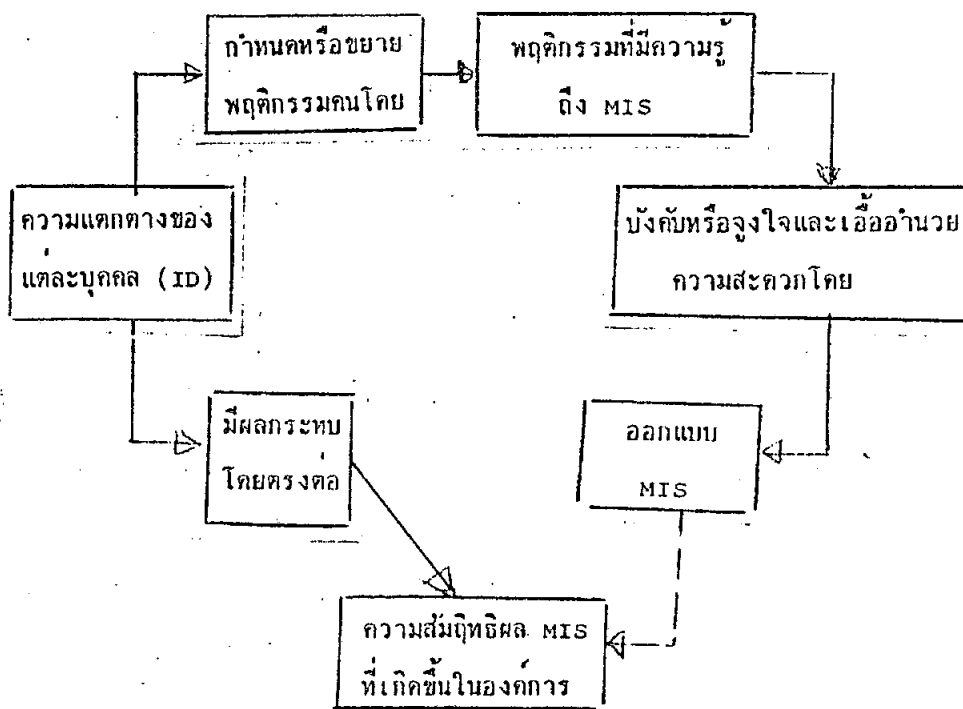 กำหนดหรือขยาย
พฤติกรรมคนโดย
พฤติกรรมที่มีความรู้
ถึง MIS
ความแตกต่างของ
แต่ละบุคคล (ID)
บังคับหรือจูงใจและเอื้ออำนวย
ความสะดวกโดย
มีผลกระทบ
โดยตรงต่อ
ออกแบบ
MIS
ความสัมฤิทธิผล MIS
ที่เกิดขึ้นในองค์การ